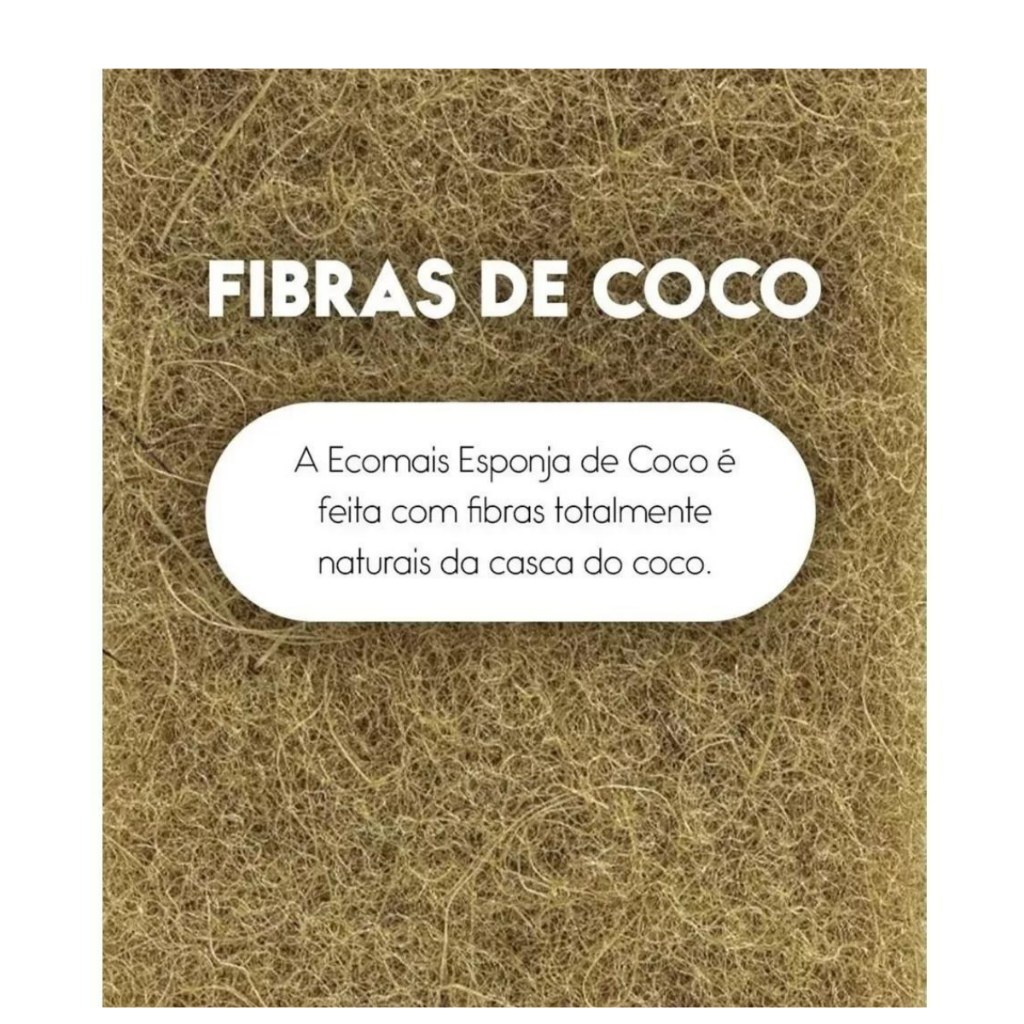 FIBRAS DE COCO
A Ecomais Esponja de Coco é
feita com fibras totalmente
naturais da casca do coco.